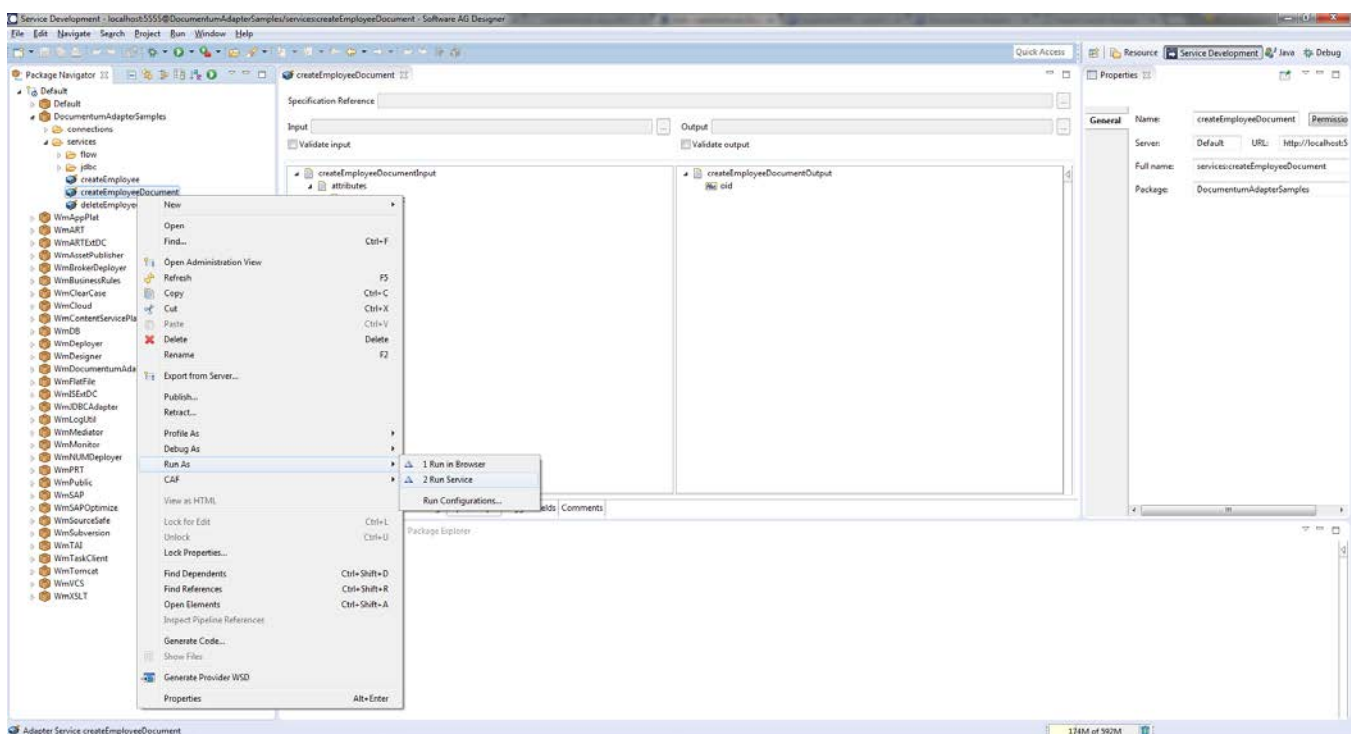 Service Development - localhost:5555@DocumentumAdapterSamples/services:createEmployeeDocument - Software AG Designer
File Edit Navigate Search Project Run Window Help
Quick Access
Resource Service Development Java Debug
Package Navigator
createEmployeeDocument
Properties
Default
Default
DocumentumAdapterSamples
connections
services
flow
jdbc
createEmployee
createEmployeeDocument
deleteEmploye
WmAppPlat
WmART
WmARTExtDC
WmAssetPublisher
WmBrokerDeployer
WmBusinessRules
WmClearCase
WmCloud
WmContentServicePla
WmDB
WmDeployer
WmDesigner
WmDocumentumAda
WmFlatFile
WmISExtDC
WmJDBCAdapter
WmLogUtil
WmMediator
WmMonitor
WmNUMDeployer
WmPRT
WmPublic
WmSAP
WmSAPOptimize
WmSourceSafe
WmSubversion
WmTAI
WmTaskClient
WmTomcat
WmVCS
WmXSLT
New
Open
Find... Ctrl+F
Open Administration View
Refresh F5
Copy Ctrl+C
Cut Ctrl+X
Paste Ctrl+V
Delete Delete
Rename F2
Export from Server...
Publish...
Retract...
Profile As
Debug As
Run As
CAF
View as HTML
Lock for Edit Ctrl+L
Unlock Ctrl+U
Lock Properties...
Find Dependents Ctrl+Shift+D
Find References Ctrl+Shift+R
Open Elements Ctrl+Shift+A
Inspect Pipeline References
Generate Code...
Show Files
Generate Provider WSD
Properties Alt+Enter
1 Run in Browser
2 Run Service
Run Configurations...
Specification Reference
Input
Output
Validate input
Validate output
createEmployeeDocumentInput
attributes
createEmployeeDocumentOutput
oid
elds Comments
Package Explorer
General
Name: createEmployeeDocument Permissio
Server: Default URL: http://localhost:5
Full name: services:createEmployeeDocument
Package: DocumentumAdapterSamples
Adapter Service createEmployeeDocument
174M of 592M